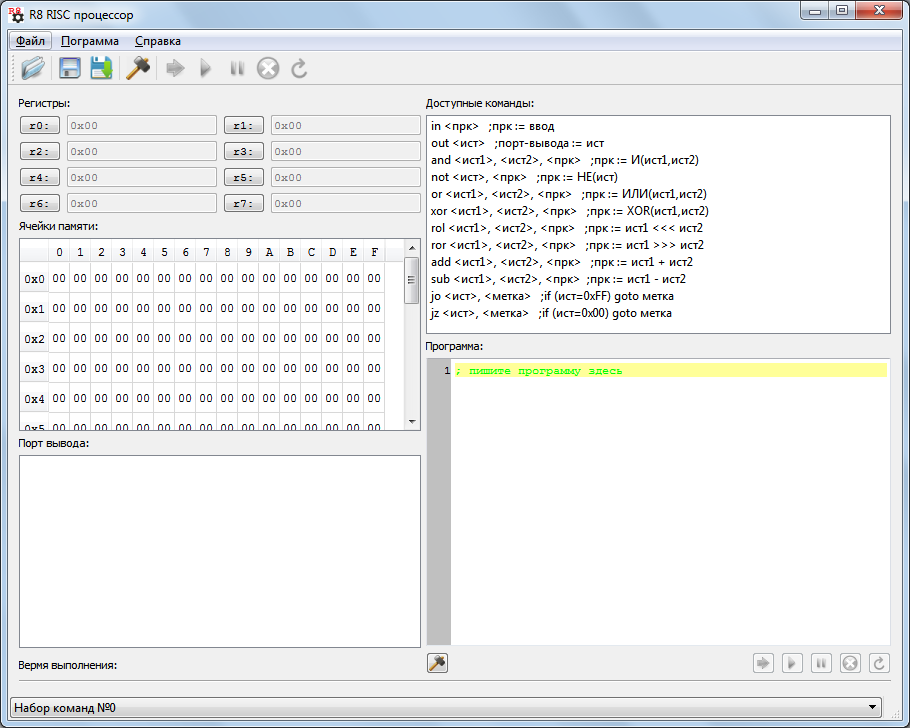 R8 RISC процессор
Файл Пограмма Справка
Регистры:
r0: 0x00 r1: 0x00
r2: 0x00 r3: 0x00
r4: 0x00 r5: 0x00
r6: 0x00 r7: 0x00
Ячейки памяти:
0 1 2 3 4 5 6 7 8 9 A B C D E F
0x0 00 00 00 00 00 00 00 00 00 00 00 00 00 00 00 00
0x1 00 00 00 00 00 00 00 00 00 00 00 00 00 00 00 00
0x2 00 00 00 00 00 00 00 00 00 00 00 00 00 00 00 00
0x3 00 00 00 00 00 00 00 00 00 00 00 00 00 00 00 00
0x4 00 00 00 00 00 00 00 00 00 00 00 00 00 00 00 00
0x5 00 00 00 00 00 00 00 00 00 00 00 00 00 00 00 00
Порт вывода:
Вермя выполнения:
Доступные команды:
in <прк> ;прк := ввод
out <ист> ;порт-вывода := ист
and <ист1>, <ист2>, <прк> ;прк := И(ист1,ист2)
not <ист>, <прк> ;прк := НЕ(ист)
or <ист1>, <ист2>, <прк> ;прк := ИЛИ(ист1,ист2)
xor <ист1>, <ист2>, <прк> ;прк := XOR(ист1,ист2)
rol <ист1>, <ист2>, <прк> ;прк := ист1 <<< ист2
ror <ист1>, <ист2>, <прк> ;прк := ист1 >>> ист2
add <ист1>, <ист2>, <прк> ;прк := ист1 + ист2
sub <ист1>, <ист2>, <прк> ;прк := ист1 - ист2
jo <ист>, <метка> ;if (ист=0xFF) goto метка
jz <ист>, <метка> ;if (ист=0x00) goto метка
Программа:
1 ; пишите программу здесь
Набор команд №0